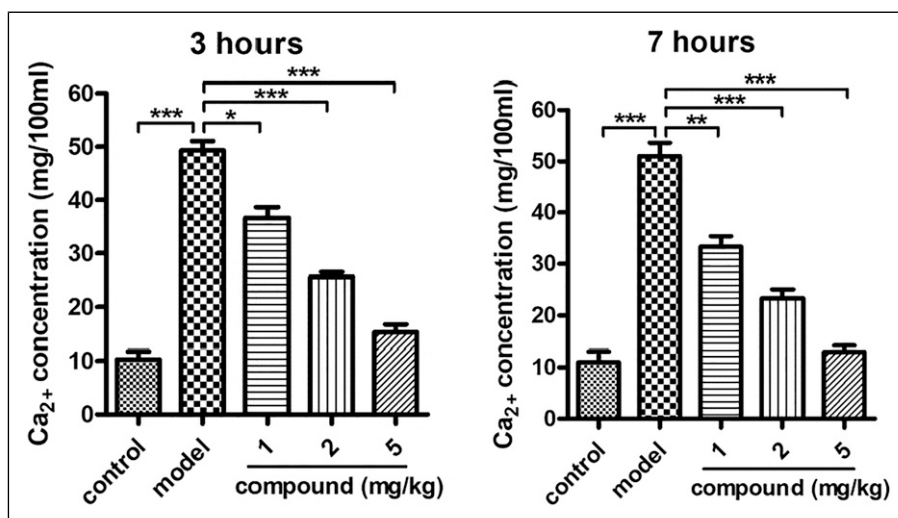 3 hours
Ca2+ concentration (mg/100ml)
60
50
40
30
20
10
0
***
*
***
***
control
model
1
2
5
compound (mg/kg)
7 hours
Ca2+ concentration (mg/100ml)
60
50
40
30
20
10
0
***
**
***
***
control
model
1
2
5
compound (mg/kg)